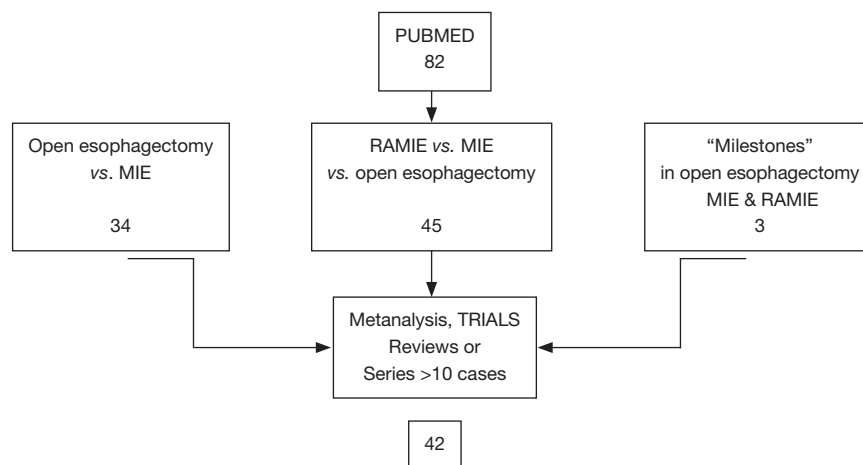 PUBMED
82
Open esophagectomy
vs. MIE
34
RAMIE vs. MIE
vs. open esophagectomy
45
“Milestones”
in open esophagectomy
MIE & RAMIE
3
Metanalysis, TRIALS
Reviews or
Series >10 cases
42